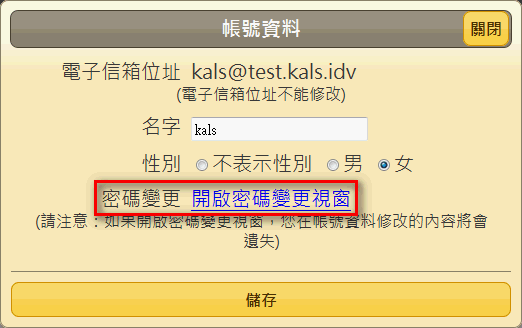 帳號資料
關閉
電子信箱位址 kals@test.kals.idv
(電子信箱位址不能修改)
名字 kals
性別 不表示性別 男 女
密碼變更 開啟密碼變更視窗
(請注意：如果開啟密碼變更視窗，您在帳號資料修改的內容將會
遺失)
儲存